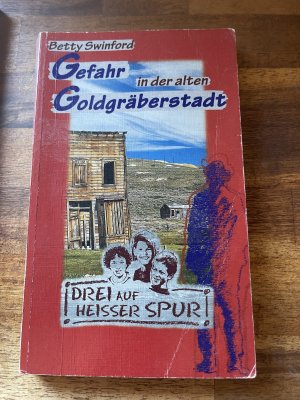 Betty Swinford
Gefahr in der alten
Goldgräberstadt
DREI AUF
HEISSER SPUR